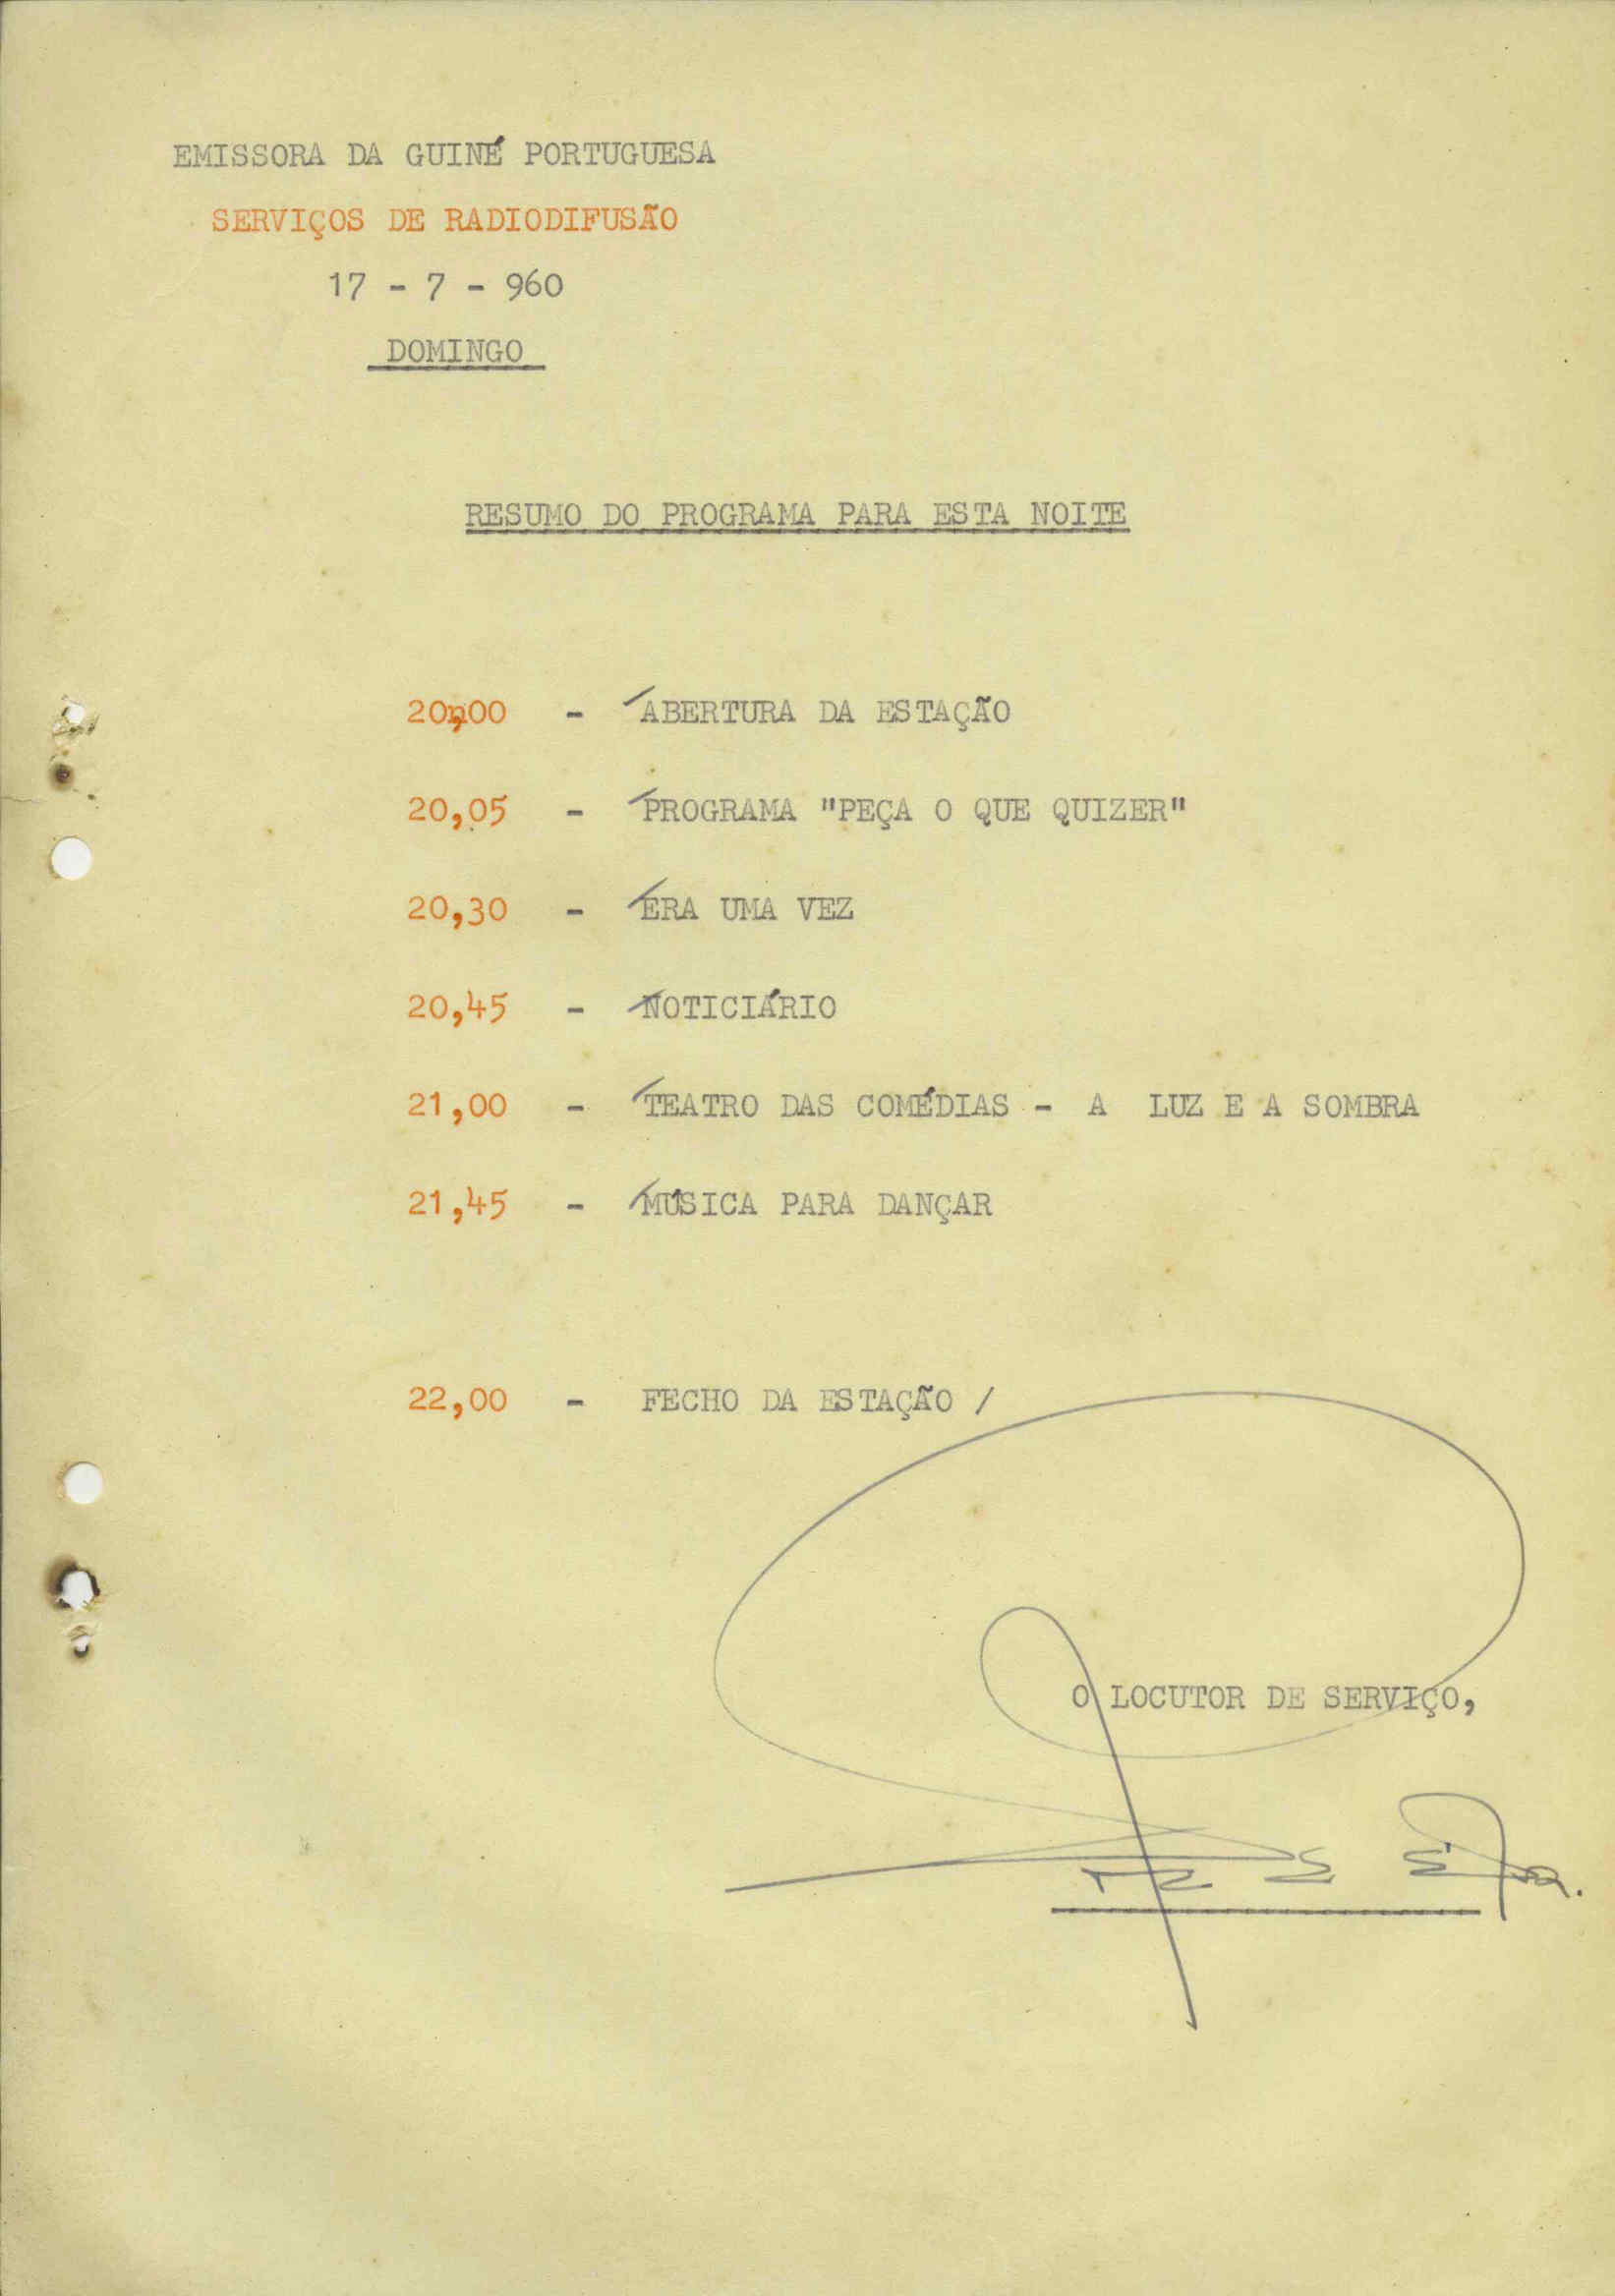 EMISSORA DA GUINÉ PORTUGUESA
SERVIÇOS DE RADIODIFUSÃO
17 - 7 - 960
DOMINGO
RESUMO DO PROGRAMA PARA ESTA NOITE
20,00 - ABERTURA DA ESTAÇÃO
20,05 - PROGRAMA "PEÇA O QUE QUIZER"
20,30 - ERA UMA VEZ
20,45 - NOTICIÁRIO
21,00 - TEATRO DAS COMÉDIAS - A LUZ E A SOMBRA
21,45 - MÚSICA PARA DANÇAR
22,00 - FECHO DA ESTAÇÃO /
O LOCUTOR DE SERVIÇO,